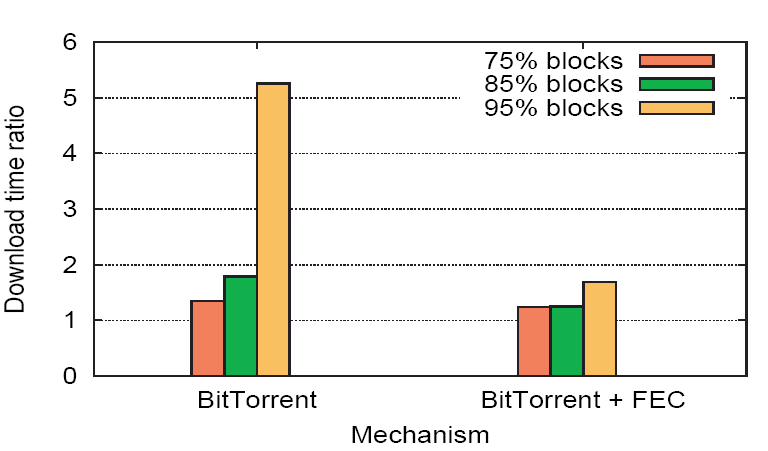 6
5
4
3
2
1
0
Download time ratio
75% blocks
85% blocks
95% blocks
BitTorrent
BitTorrent + FEC
Mechanism